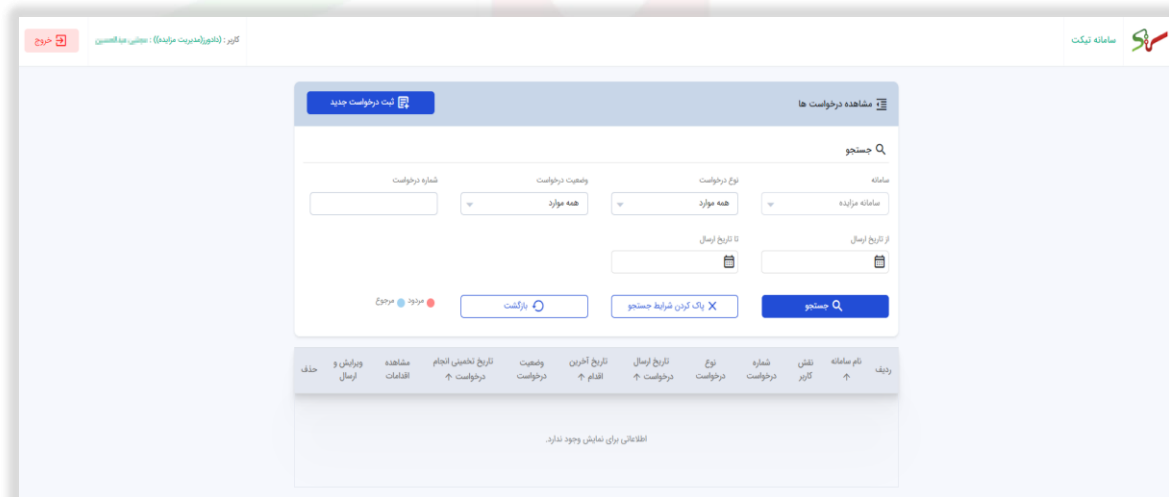 سامانه تیکت
کاربر : (دادورز(مدیریت مزایده)) : مجتبی عبدالحسین
خروج
مشاهده درخواست ها
ثبت درخواست جدید
جستجو
سامانه
نوع درخواست
وضعیت درخواست
شماره درخواست
سامانه مزایده
همه موارد
همه موارد
از تاریخ ارسال
تا تاریخ ارسال
جستجو
پاک کردن شرایط جستجو
بازگشت
مردود
مرجوع
ردیف
نام سامانه
نقش کاربر
شماره درخواست
نوع درخواست
تاریخ ارسال درخواست
تاریخ آخرین اقدام
وضعیت درخواست
تاریخ تخمینی انجام درخواست
مشاهده اقدامات
ویرایش و ارسال
حذف
اطلاعاتی برای نمایش وجود ندارد.